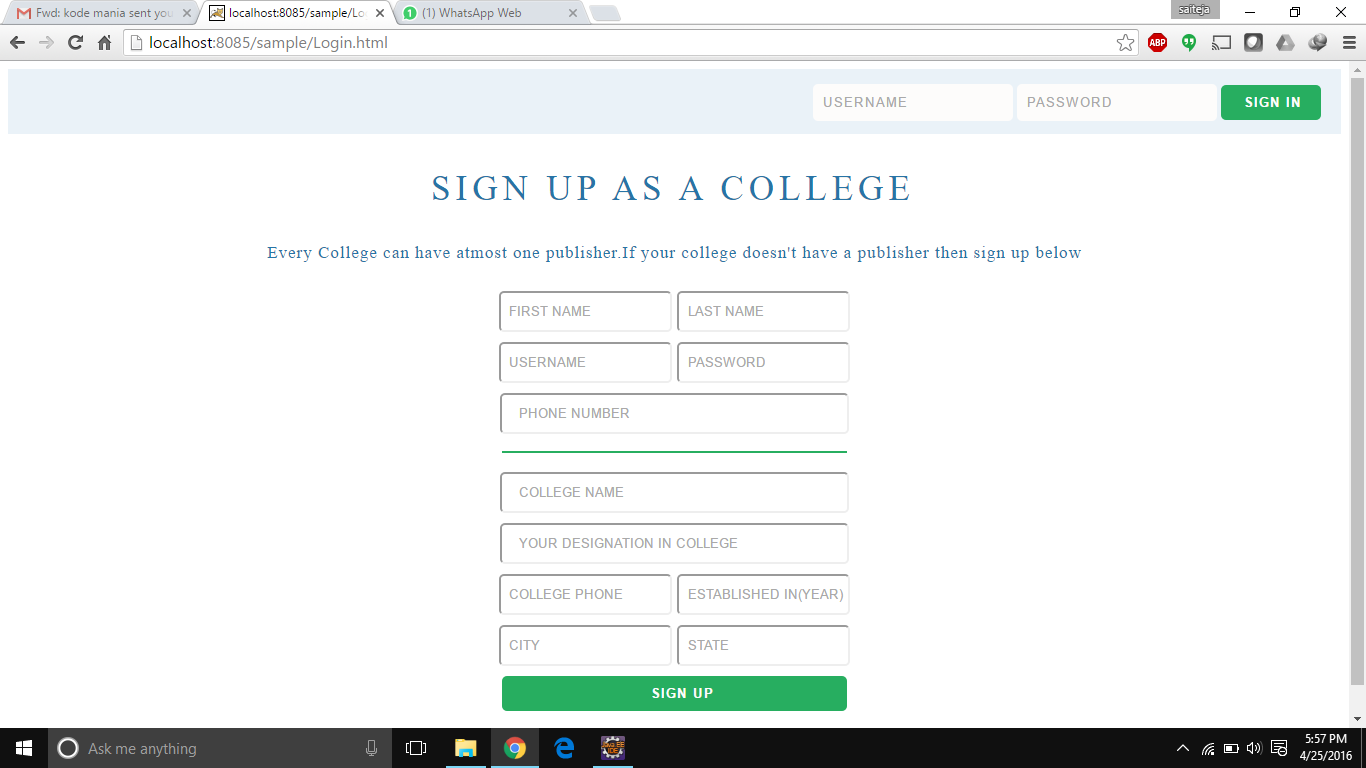 Fwd: kode mania sent you
localhost:8085/sample/Lo
(1) WhatsApp Web
saiteja
localhost:8085/sample/Login.html
ABP
USERNAME PASSWORD SIGN IN
SIGN UP AS A COLLEGE
Every College can have atmost one publisher.If your college doesn't have a publisher then sign up below
FIRST NAME LAST NAME
USERNAME PASSWORD
PHONE NUMBER
COLLEGE NAME
YOUR DESIGNATION IN COLLEGE
COLLEGE PHONE ESTABLISHED IN(YEAR)
CITY STATE
SIGN UP
Ask me anything
Java EE
IDE
5:57 PM
4/25/2016